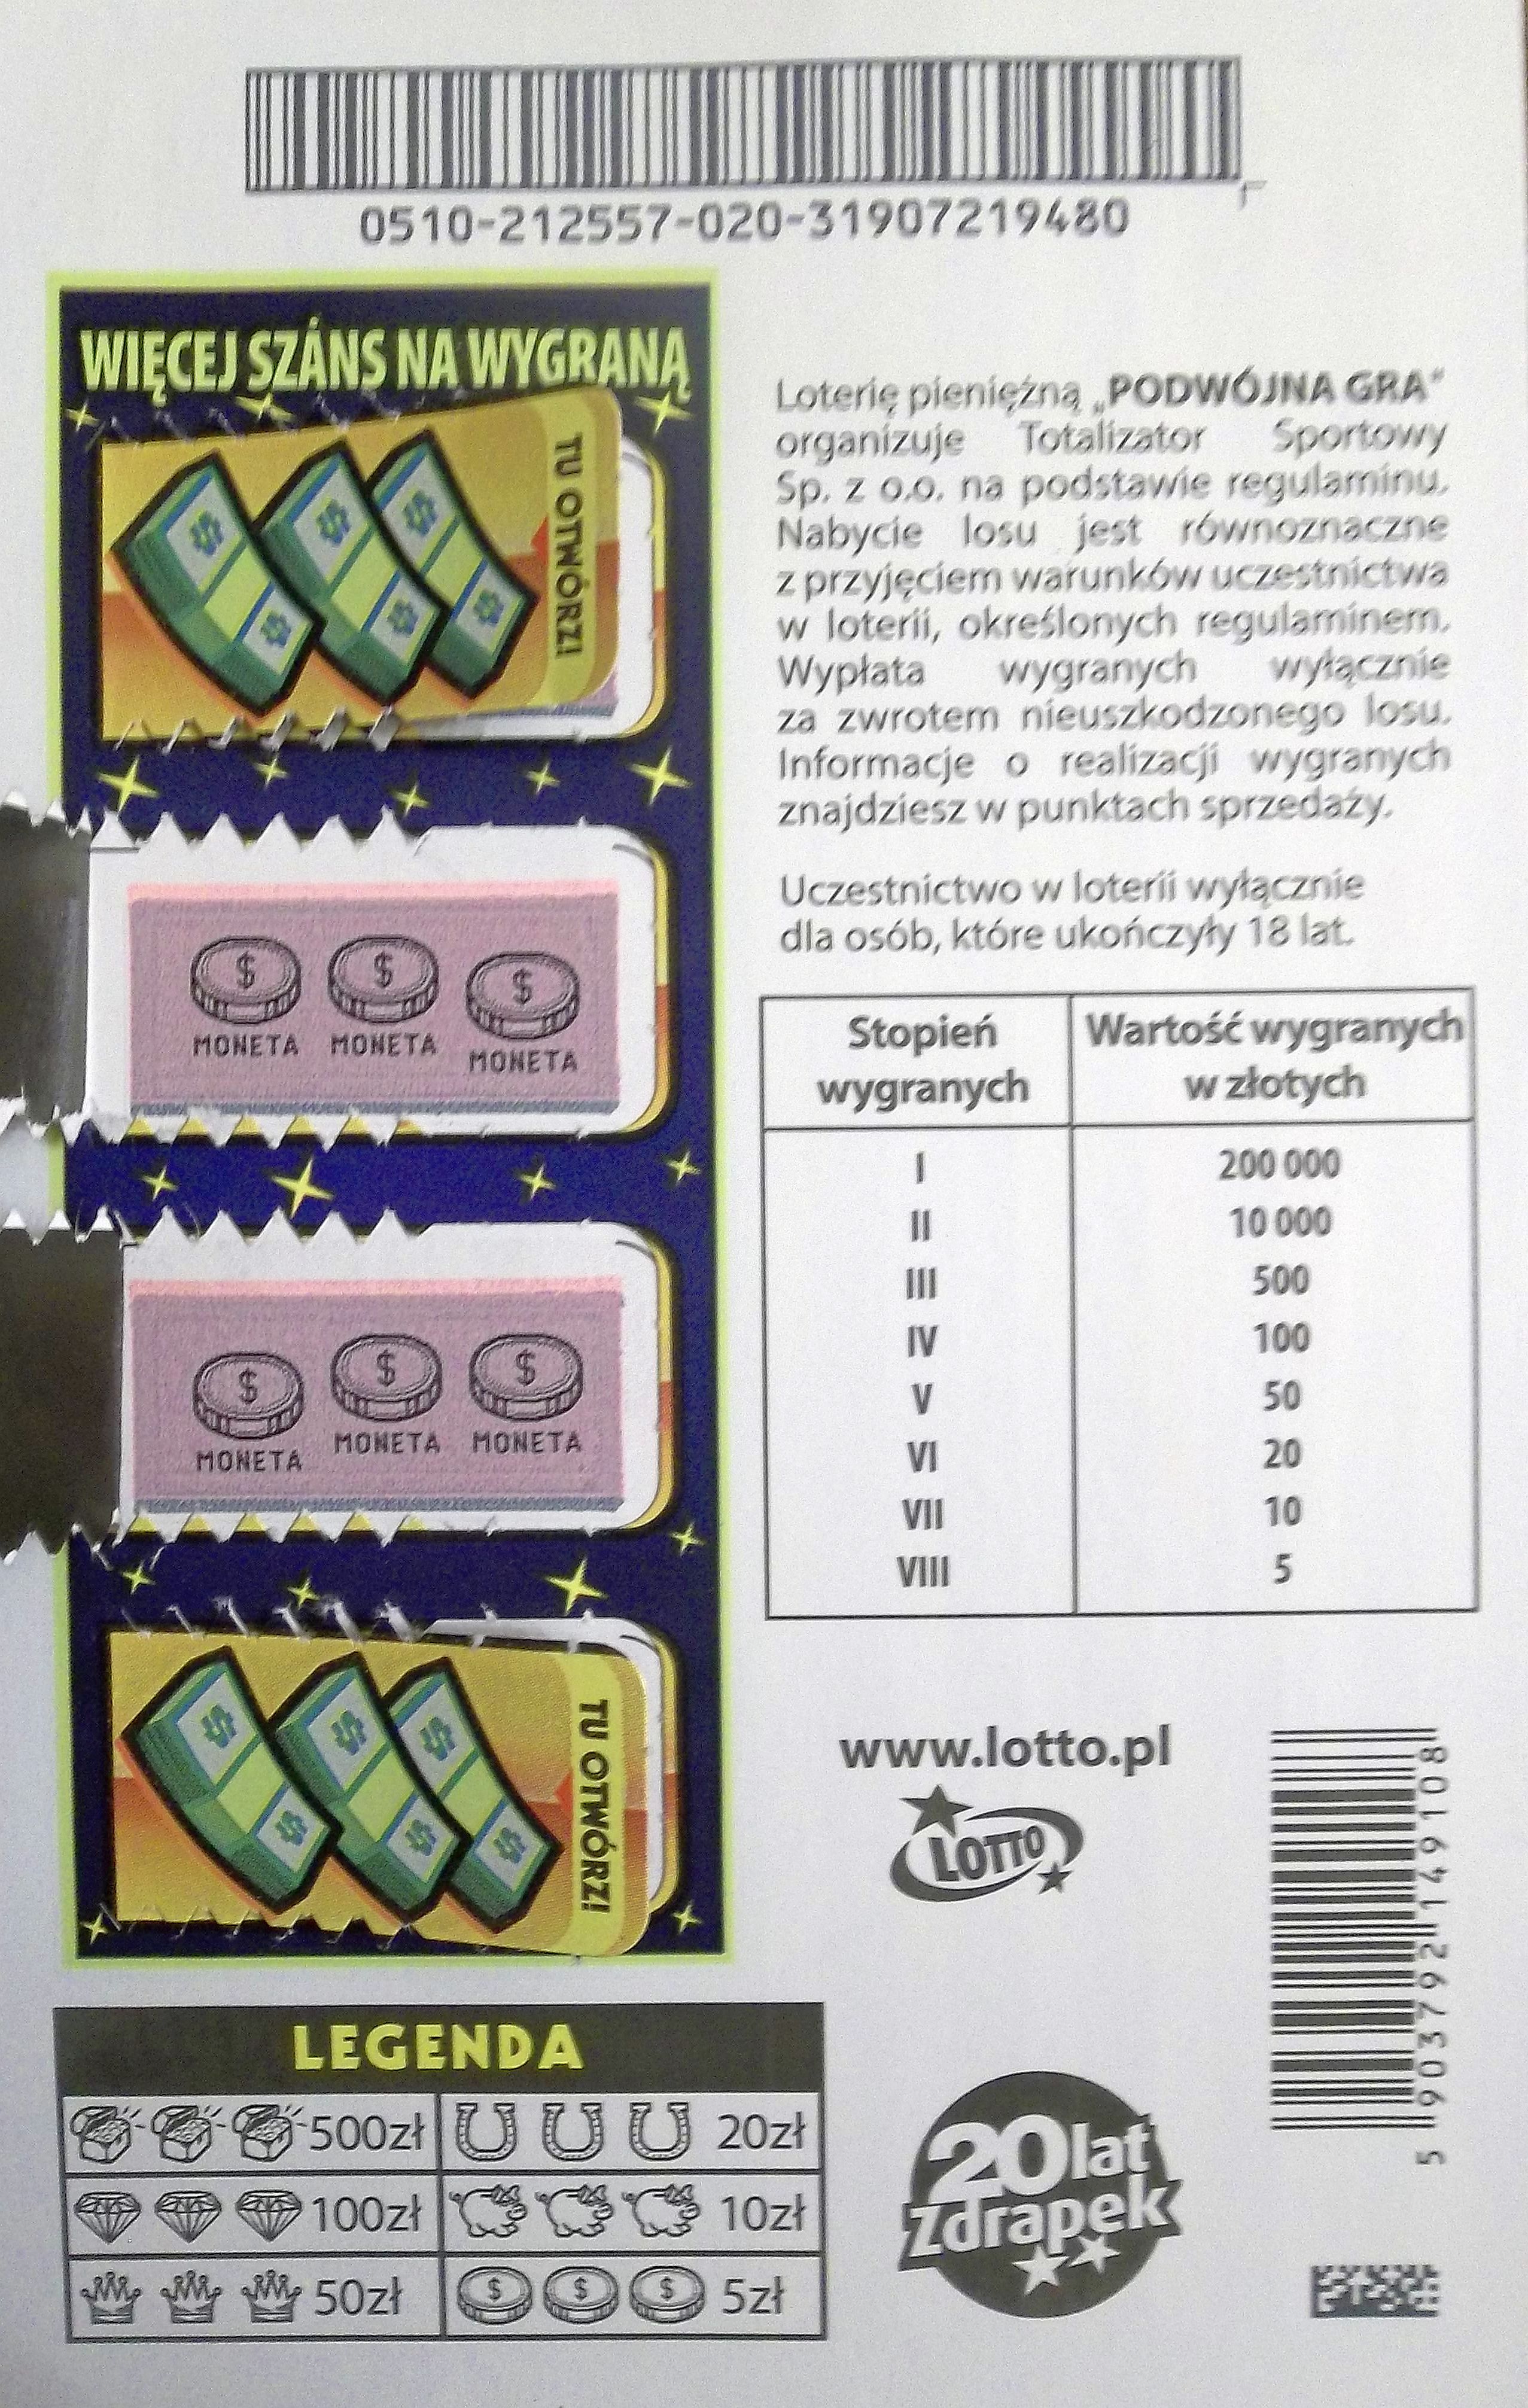 0510-212557-020-31907219480
WIĘCEJ SZÁNS NA WYGRANĄ
TU OTWÓRZ!
MONETA MONETA MONETA
MONETA MONETA MONETA
TU OTWÓRZ!
Loterię pieniężną „PODWÓJNA GRA"
organizuje Totalizator Sportowy
Sp. z o.o. na podstawie regulaminu.
Nabycie losu jest równoznaczne
z przyjęciem warunków uczestnictwa
w loterii, określonych regulaminem.
Wypłata wygranych wyłącznie
za zwrotem nieuszkodzonego losu.
Informacje o realizacji wygranych
znajdziesz w punktach sprzedaży.
Uczestnictwo w loterii wyłącznie
dla osób, które ukończyły 18 lat.
Stopień Wartość wygranych
wygranych w złotych
I 200 000
II 10 000
III 500
IV 100
V 50
VI 20
VII 10
VIII 5
www.lotto.pl
LOTTO
5 903792 149108
LEGENDA
500zł 20zł
100zł 10zł
50zł 5zł
20 lat
Zdrapek